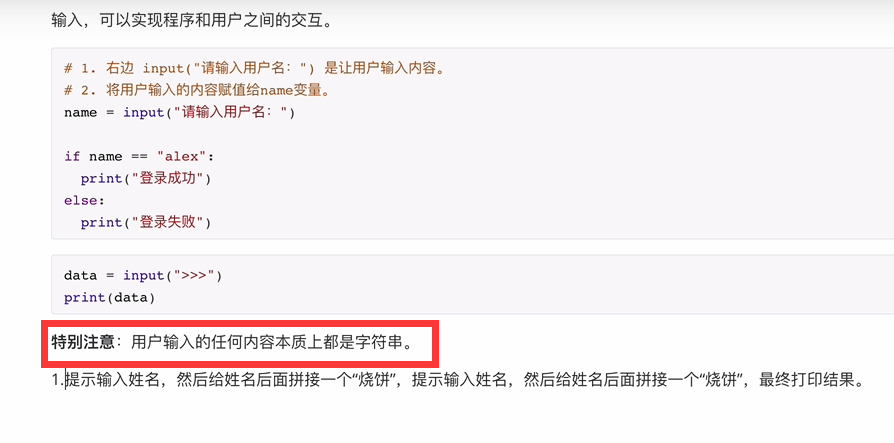 输入，可以实现程序和用户之间的交互。
# 1. 右边 input("请输入用户名：") 是让用户输入内容。
# 2. 将用户输入的内容赋值给name变量。
name = input("请输入用户名：")
if name == "alex":
  print("登录成功")
else:
  print("登录失败")
data = input(">>>")
print(data)
特别注意：用户输入的任何内容本质上都是字符串。
1.提示输入姓名，然后给姓名后面拼接一个“烧饼”，提示输入姓名，然后给姓名后面拼接一个“烧饼”，最终打印结果。